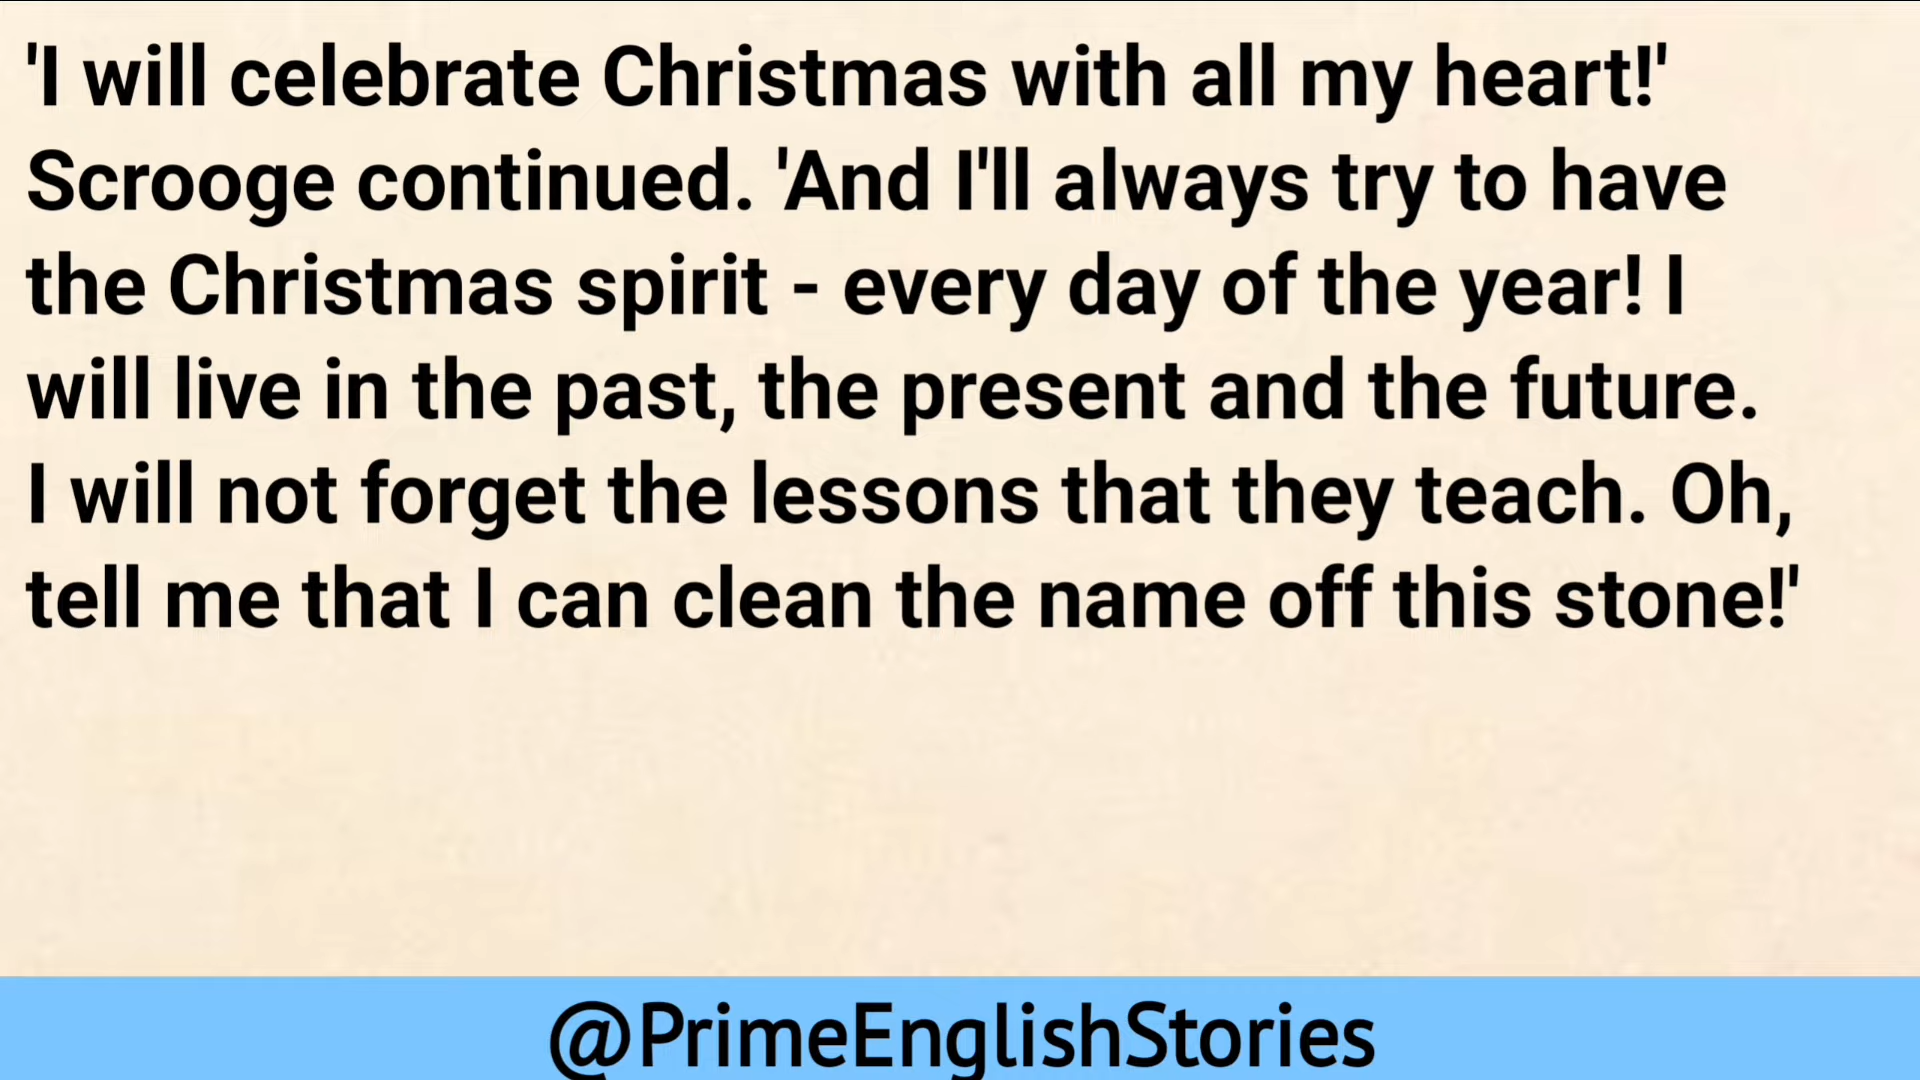 'I will celebrate Christmas with all my heart!'
Scrooge continued. 'And I'll always try to have
the Christmas spirit - every day of the year! I
will live in the past, the present and the future.
I will not forget the lessons that they teach. Oh,
tell me that I can clean the name off this stone!'
@PrimeEnglishStories